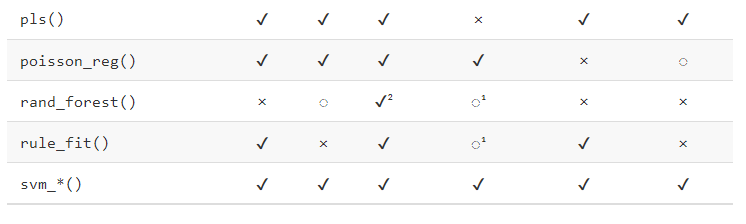 pls() ✓ ✓ ✓ × ✓ ✓
poisson_reg() ✓ ✓ ✓ ✓ × ◌
rand_forest() × ◌ ✓² ◌¹ × ×
rule_fit() ✓ × ✓ ◌¹ ✓ ×
svm_*() ✓ ✓ ✓ ✓ ✓ ✓